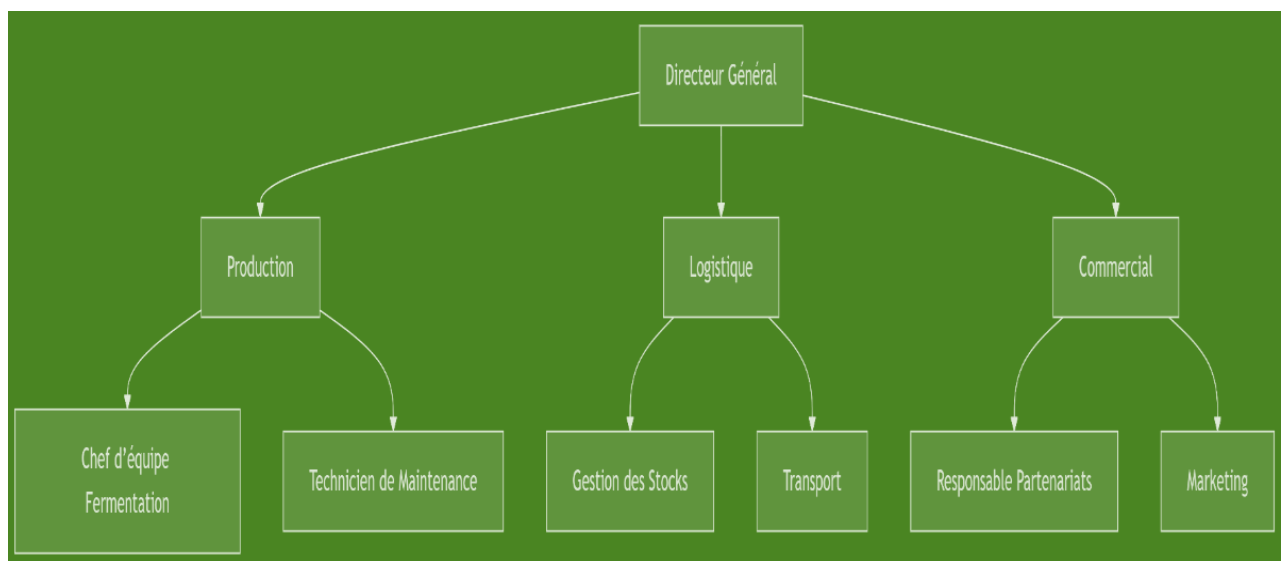 Directeur Général
Production
Logistique
Commercial
Chef d'équipe
Fermentation
Technicien de Maintenance
Gestion des Stocks
Transport
Responsable Partenariats
Marketing